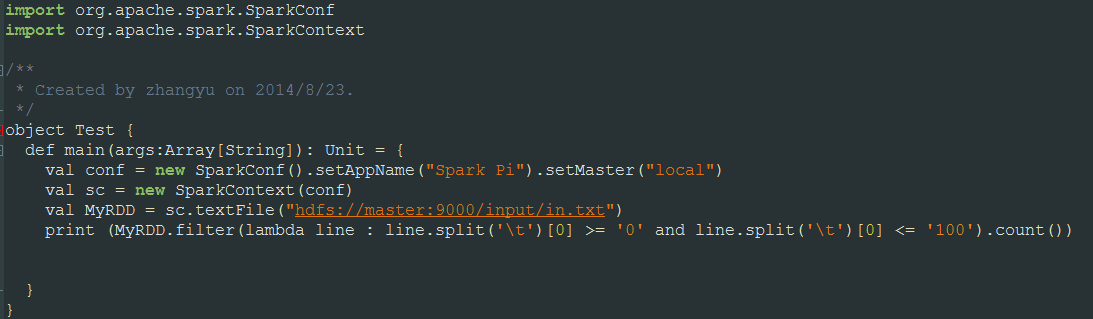 import org.apache.spark.SparkConf
import org.apache.spark.SparkContext
/**
* Created by zhangyu on 2014/8/23.
*/
object Test {
def main(args:Array[String]): Unit = {
val conf = new SparkConf().setAppName("Spark Pi").setMaster("local")
val sc = new SparkContext(conf)
val MyRDD = sc.textFile("hdfs://master:9000/input/in.txt")
print (MyRDD.filter(lambda line : line.split('\t')[0] >= '0' and line.split('\t')[0] <= '100').count())
}
}